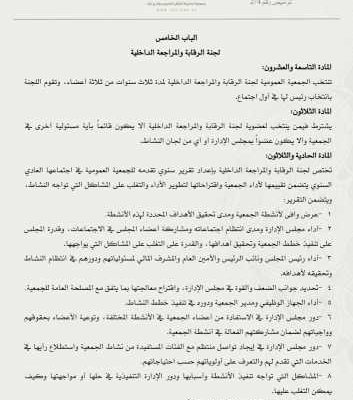 الباب الخامس
لجنة الرقابة والمراجعة الداخلية
المادة التاسعة والعشرون:
تنتخب الجمعية العمومية لجنة الرقابة والمراجعة الداخلية لمدة ثلاث سنوات من ثلاثة أعضاء، وتقوم اللجنة
بانتخاب رئيس لها في أول اجتماع.
المادة الثلاثون:
يشترط فيمن ينتخب لعضوية لجنة الرقابة والمراجعة الداخلية ألا يكون قائماً بأية مسئولية أخرى في
الجمعية وألا يكون عضواً بمجلس الإدارة أو اي من لجان النشاط.
المادة الحادية والثلاثون:
تختص لجنة الرقابة والمراجعة الداخلية بإعداد تقرير سنوي تقدمه للجمعية العمومية في اجتماعها العادي
السنوي يتضمن تقييمها لأداء الجمعية واقتراحاتها لتطوير الأداء والتغلب على المشاكل التي تواجه النشاط،
ويتضمن التقرير:
١ -عرض وافى لأنشطة الجمعية ومدى تحقيق الأهداف المحددة لهذه الأنشطة.
٢ -أداء مجلس الإدارة ومدى انتظام اجتماعاته ومشاركة أعضاء المجلس في الاجتماعات، وقدرة المجلس
على تنفيذ خطط الجمعية وتحقيق أهدافها، والقدرة على التغلب على المشاكل التي يواجهها.
٣ -أداء رئيس المجلس ونائب الرئيس والأمين العام والمشرف المالي لمسئولياتهم ودورهم في انتظام النشاط
وتحقيقه لأهدافه.
٤ -تحديد جوانب الضعف والقوة في مجلس الإدارة، واقتراح معالجتها بما يتفق مع المصلحة العامة للجمعية.
٥ -أداء الجهاز الوظيفي ومدير الجمعية ودوره في تنفيذ خطط النشاط.
٦ -دور مجلس الإدارة في الاستفادة من أعضاء الجمعية في الأنشطة المختلفة، وتوعية الأعضاء بحقوقهم
وواجباتهم لضمان مشاركتهم الفعالة في أنشطة الجمعية.
٧ -دور مجلس الإدارة في إيجاد تواصل منتظم مع الفئات المستفيدة من نشاط الجمعية واستطلاع رأيها في
الخدمات التي تقدم لهم والتعرف على أولوياتهم حسب احتياجاتهم.
٨ -المشاكل التي تواجه تنفيذ الأنشطة وأسبابها ودور الإدارة التنفيذية في حلها أو مواجهتها وكيف
يمكن التغلب عليها.